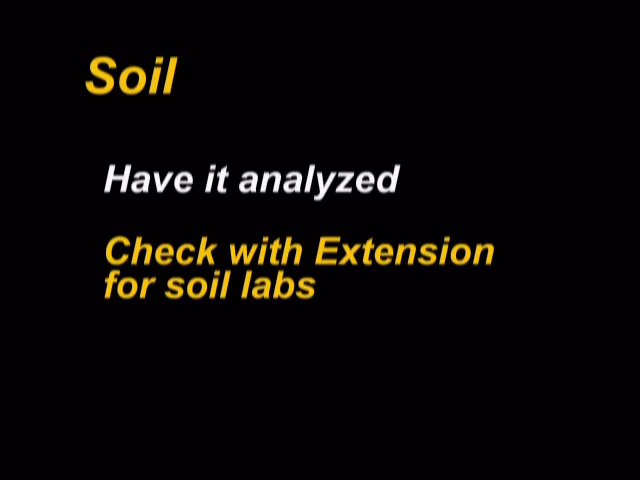 Soil
Have it analyzed
Check with Extension
for soil labs